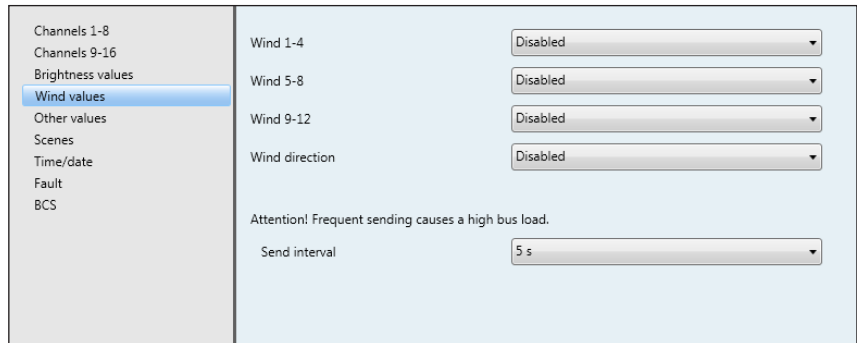 Channels 1-8
Channels 9-16
Brightness values
Wind values
Other values
Scenes
Time/date
Fault
BCS
Wind 1-4 Disabled
Wind 5-8 Disabled
Wind 9-12 Disabled
Wind direction Disabled
Attention! Frequent sending causes a high bus load.
Send interval 5 s